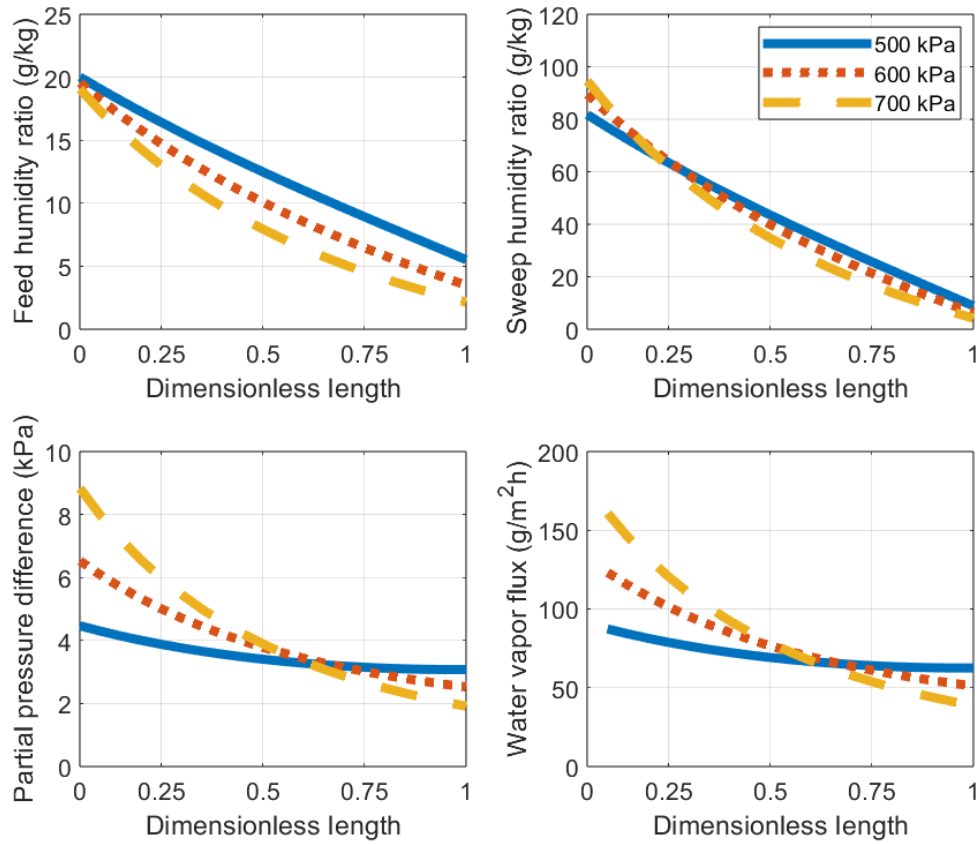 Feed humidity ratio (g/kg)
25
20
15
10
5
0
0 0.25 0.5 0.75 1
Dimensionless length
Sweep humidity ratio (g/kg)
120
100
80
60
40
20
0
0 0.25 0.5 0.75 1
Dimensionless length
500 kPa
600 kPa
700 kPa
Partial pressure difference (kPa)
10
8
6
4
2
0
0 0.25 0.5 0.75 1
Dimensionless length
Water vapor flux (g/m²h)
200
150
100
50
0
0 0.25 0.5 0.75 1
Dimensionless length